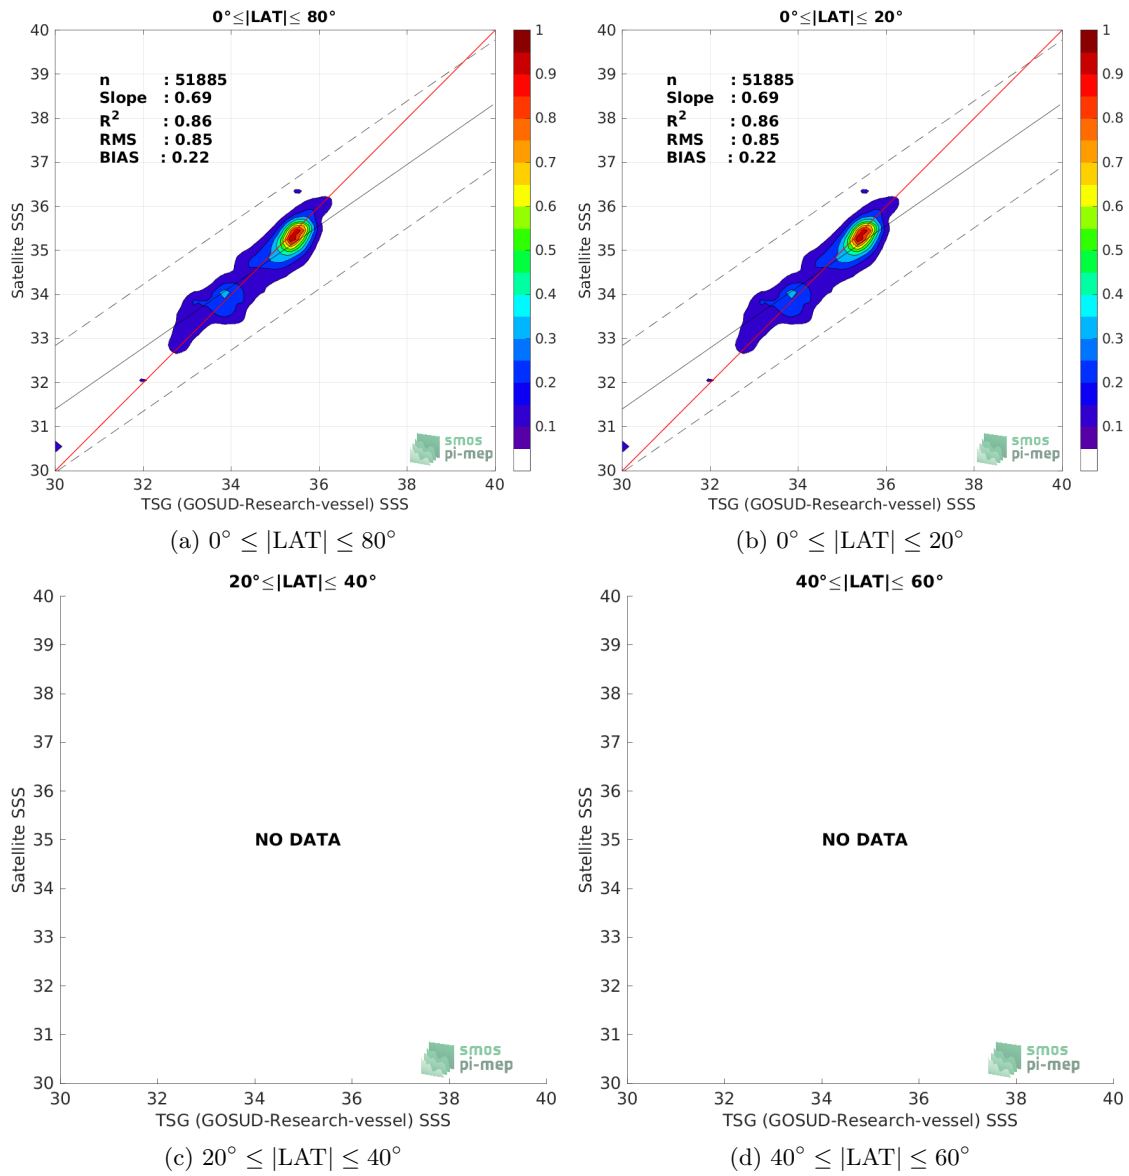 0°≤|LAT|≤ 80°
40
39
38
37
36
35
34
33
32
31
30
Satellite SSS
n : 51885
Slope : 0.69
R² : 0.86
RMS : 0.85
BIAS : 0.22
smos
pi-mep
30 32 34 36 38 40
TSG (GOSUD-Research-vessel) SSS
1
0.9
0.8
0.7
0.6
0.5
0.4
0.3
0.2
0.1
(a) 0° ≤ |LAT| ≤ 80°
0°≤|LAT|≤ 20°
40
39
38
37
36
35
34
33
32
31
30
Satellite SSS
n : 51885
Slope : 0.69
R² : 0.86
RMS : 0.85
BIAS : 0.22
smos
pi-mep
30 32 34 36 38 40
TSG (GOSUD-Research-vessel) SSS
1
0.9
0.8
0.7
0.6
0.5
0.4
0.3
0.2
0.1
(b) 0° ≤ |LAT| ≤ 20°
20°≤|LAT|≤ 40°
40
39
38
37
36
35
34
33
32
31
30
Satellite SSS
NO DATA
smos
pi-mep
30 32 34 36 38 40
TSG (GOSUD-Research-vessel) SSS
(c) 20° ≤ |LAT| ≤ 40°
40°≤|LAT|≤ 60°
40
39
38
37
36
35
34
33
32
31
30
Satellite SSS
NO DATA
smos
pi-mep
30 32 34 36 38 40
TSG (GOSUD-Research-vessel) SSS
(d) 40° ≤ |LAT| ≤ 60°